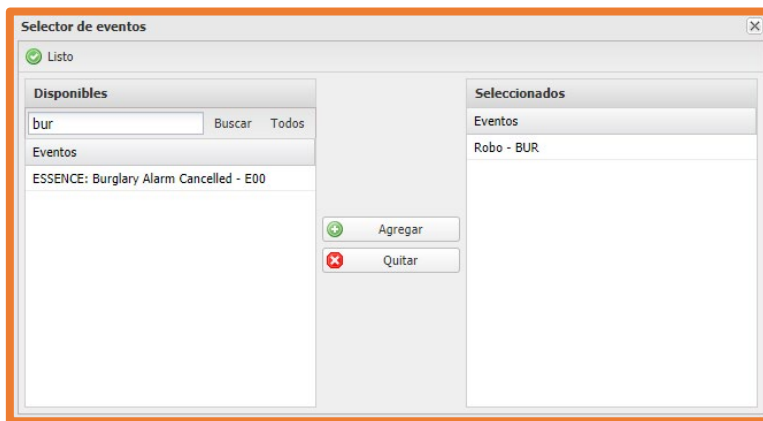 Selector de eventos
Listo
Disponibles
bur Buscar Todos
Eventos
ESSENCE: Burglary Alarm Cancelled - E00
Agregar
Quitar
Seleccionados
Eventos
Robo - BUR